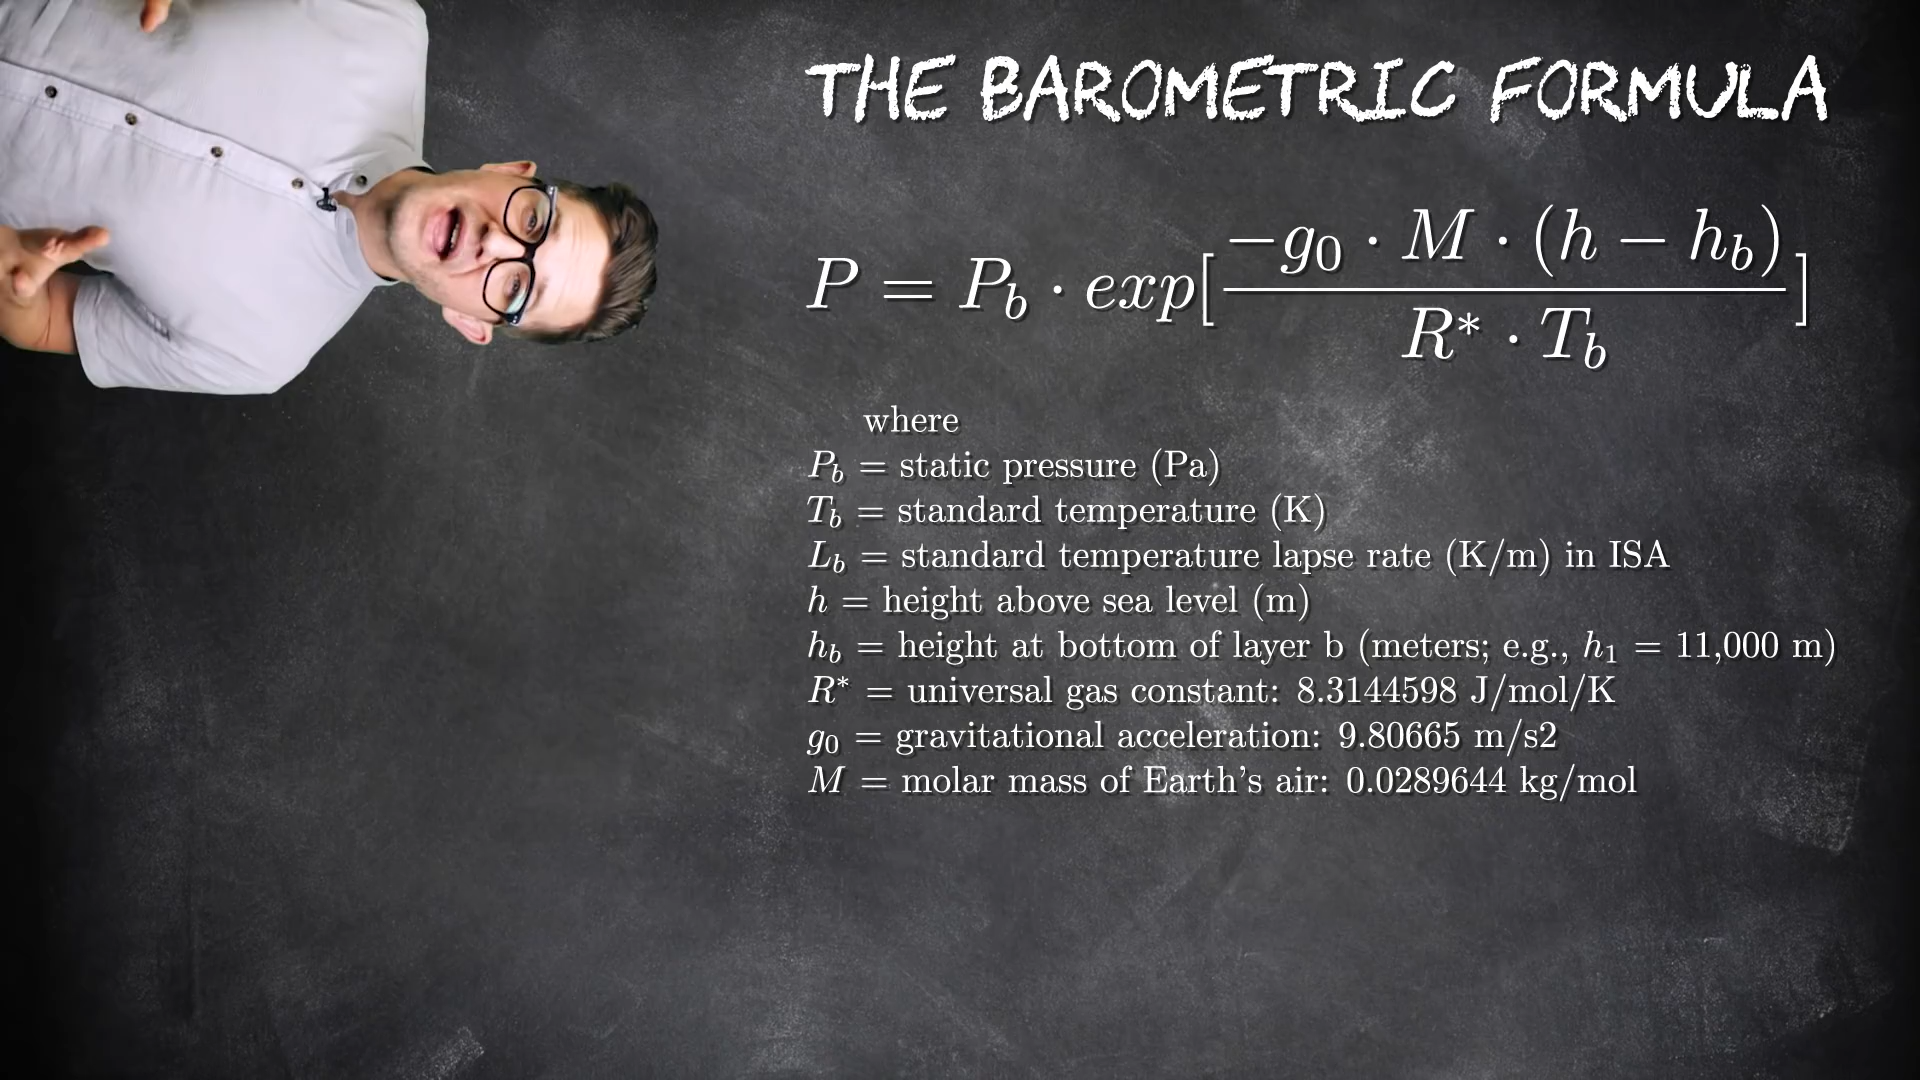 THE BAROMETRIC FORMULA
P = P_b · exp[\frac{-g_0 · M · (h − h_b)}{R* · T_b}]
where
P_b = static pressure (Pa)
T_b = standard temperature (K)
L_b = standard temperature lapse rate (K/m) in ISA
h = height above sea level (m)
h_b = height at bottom of layer b (meters; e.g., h_1 = 11,000 m)
R* = universal gas constant: 8.3144598 J/mol/K
g_0 = gravitational acceleration: 9.80665 m/s2
M = molar mass of Earth's air: 0.0289644 kg/mol